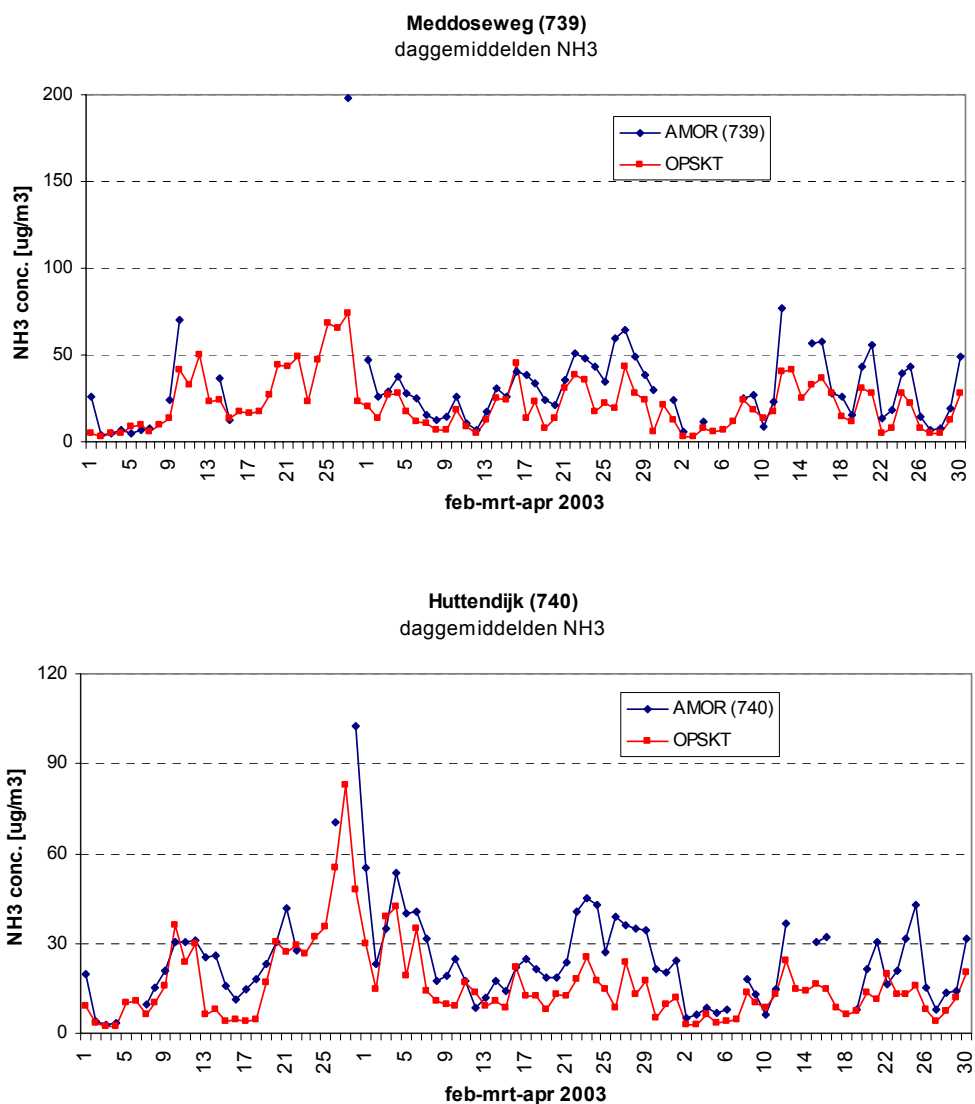 Meddoseweg (739)
daggemiddelden NH3
200
150
100
50
0
NH3 conc. [ug/m3]
AMOR (739)
OPSKT
1 5 9 13 17 21 25 1 5 9 13 17 21 25 29 2 6 10 14 18 22 26 30
feb-mrt-apr 2003
Huttendijk (740)
daggemiddelden NH3
120
90
60
30
0
NH3 conc. [ug/m3]
AMOR (740)
OPSKT
1 5 9 13 17 21 25 1 5 9 13 17 21 25 29 2 6 10 14 18 22 26 30
feb-mrt-apr 2003